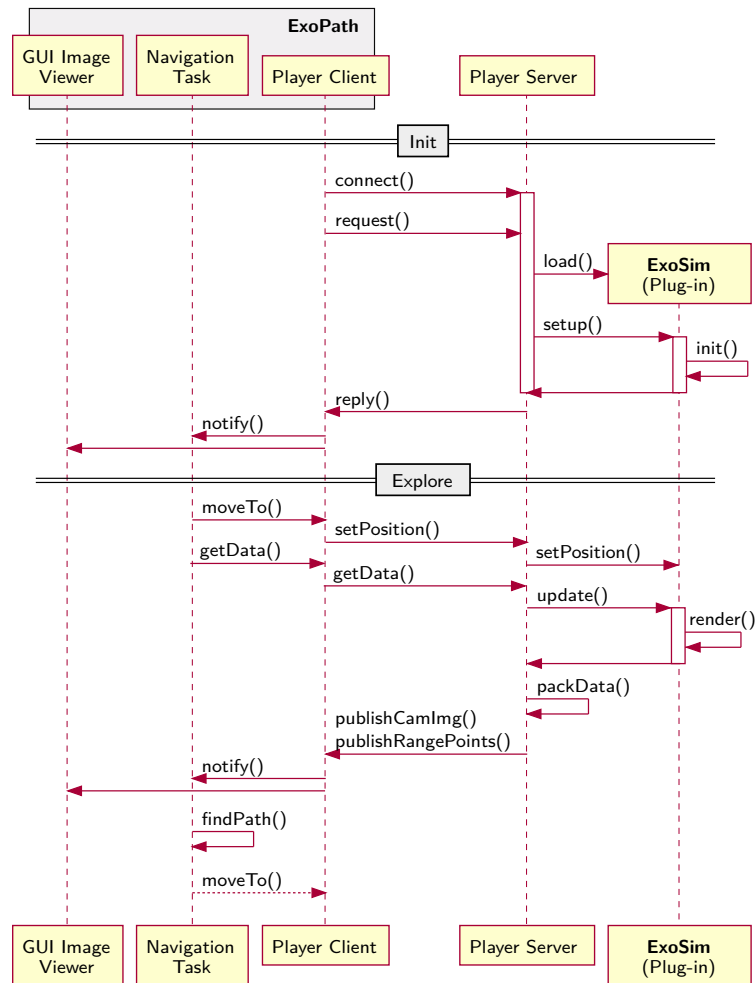 ExoPath
GUI Image
Viewer
Navigation
Task
Player Client
Player Server
Init
connect()
request()
load()
ExoSim
(Plug-in)
setup()
init()
reply()
notify()
Explore
moveTo()
setPosition()
getData()
setPosition()
getData()
update()
render()
packData()
publishCamImg()
publishRangePoints()
notify()
findPath()
moveTo()
GUI Image
Viewer
Navigation
Task
Player Client
Player Server
ExoSim
(Plug-in)